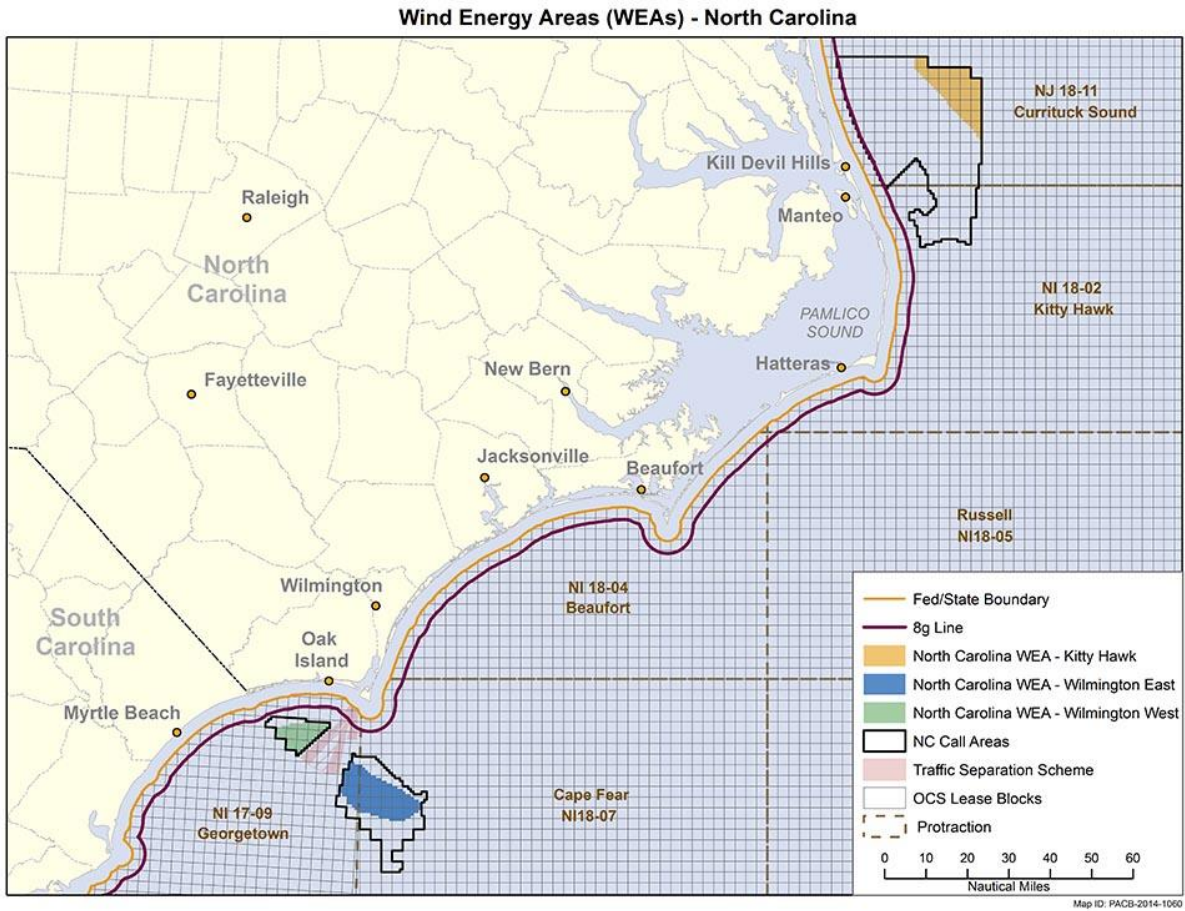 Wind Energy Areas (WEAs) - North Carolina
NJ 18-11
Currituck Sound
Kill Devil Hills
Raleigh
Manteo
North
Carolina
NI 18-02
Kitty Hawk
PAMLICO
SOUND
Hatteras
New Bern
Fayetteville
Jacksonville
Beaufort
Russell
NI18-05
Wilmington
NI 18-04
Beaufort
South
Carolina
Oak
Island
Myrtle Beach
Cape Fear
NI18-07
NI 17-09
Georgetown
Fed/State Boundary
8g Line
North Carolina WEA - Kitty Hawk
North Carolina WEA - Wilmington East
North Carolina WEA - Wilmington West
NC Call Areas
Traffic Separation Scheme
OCS Lease Blocks
Protraction
0 10 20 30 40 50 60
Nautical Miles
Map ID: PACB-2014-1060